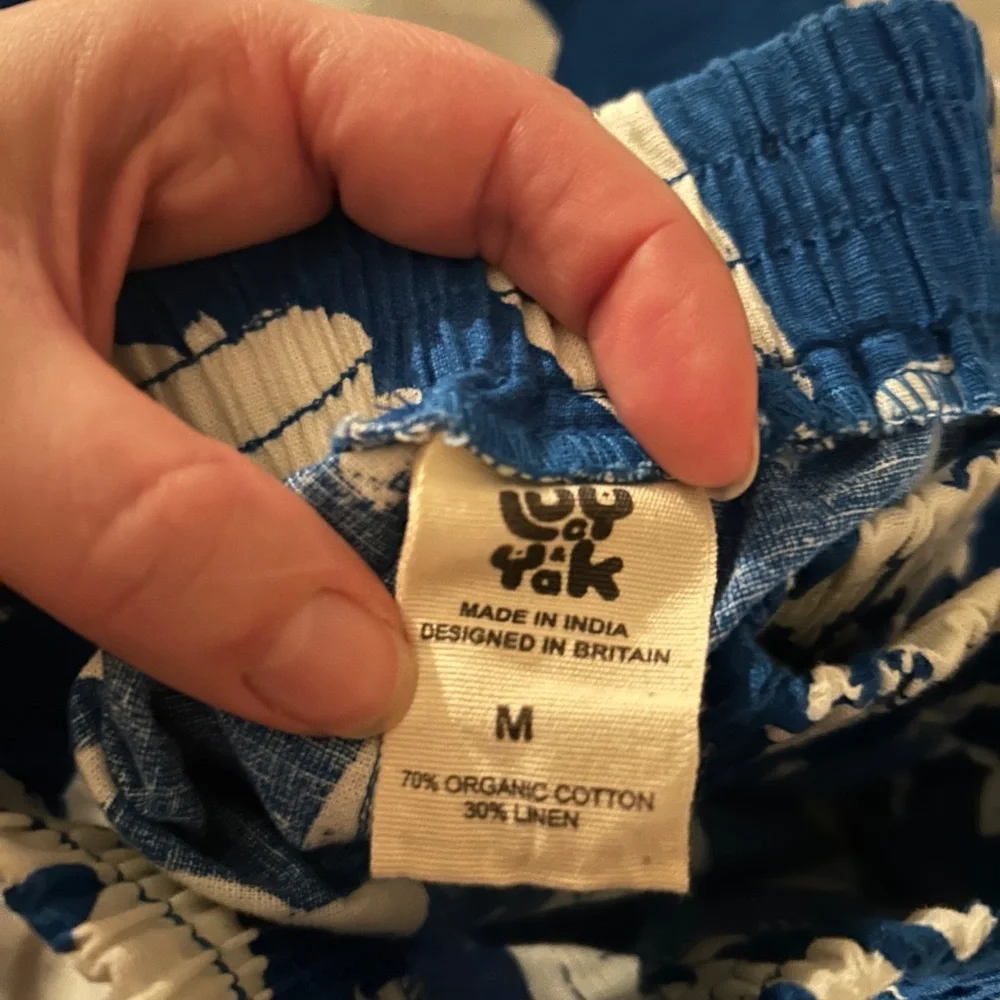 Lucy
& Yak
MADE IN INDIA
DESIGNED IN BRITAIN
M
70% ORGANIC COTTON
30% LINEN